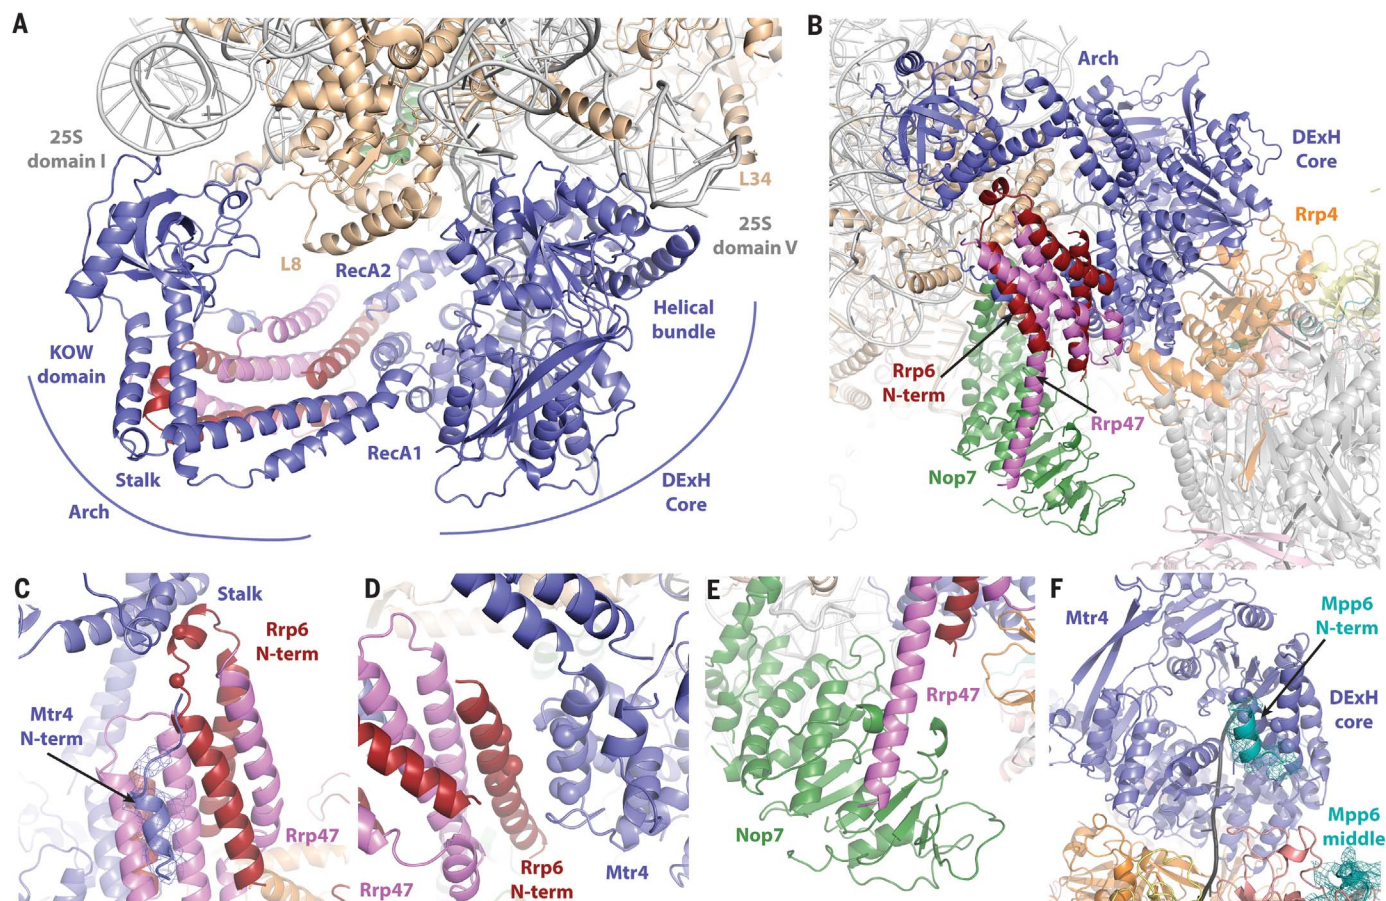 A
25S
domain I
L34
25S
domain V
L8
RecA2
Helical
bundle
KOW
domain
RecA1
Stalk
DExH
Core
Arch
B
Arch
DExH
Core
Rrp4
Rrp6
N-term
Rrp47
Nop7
C
Stalk
Rrp6
N-term
Mtr4
N-term
Rrp47
D
Rrp6
N-term
Mtr4
Rrp47
E
Rrp47
Nop7
F
Mtr4
Mpp6
N-term
DExH
core
Mpp6
middle